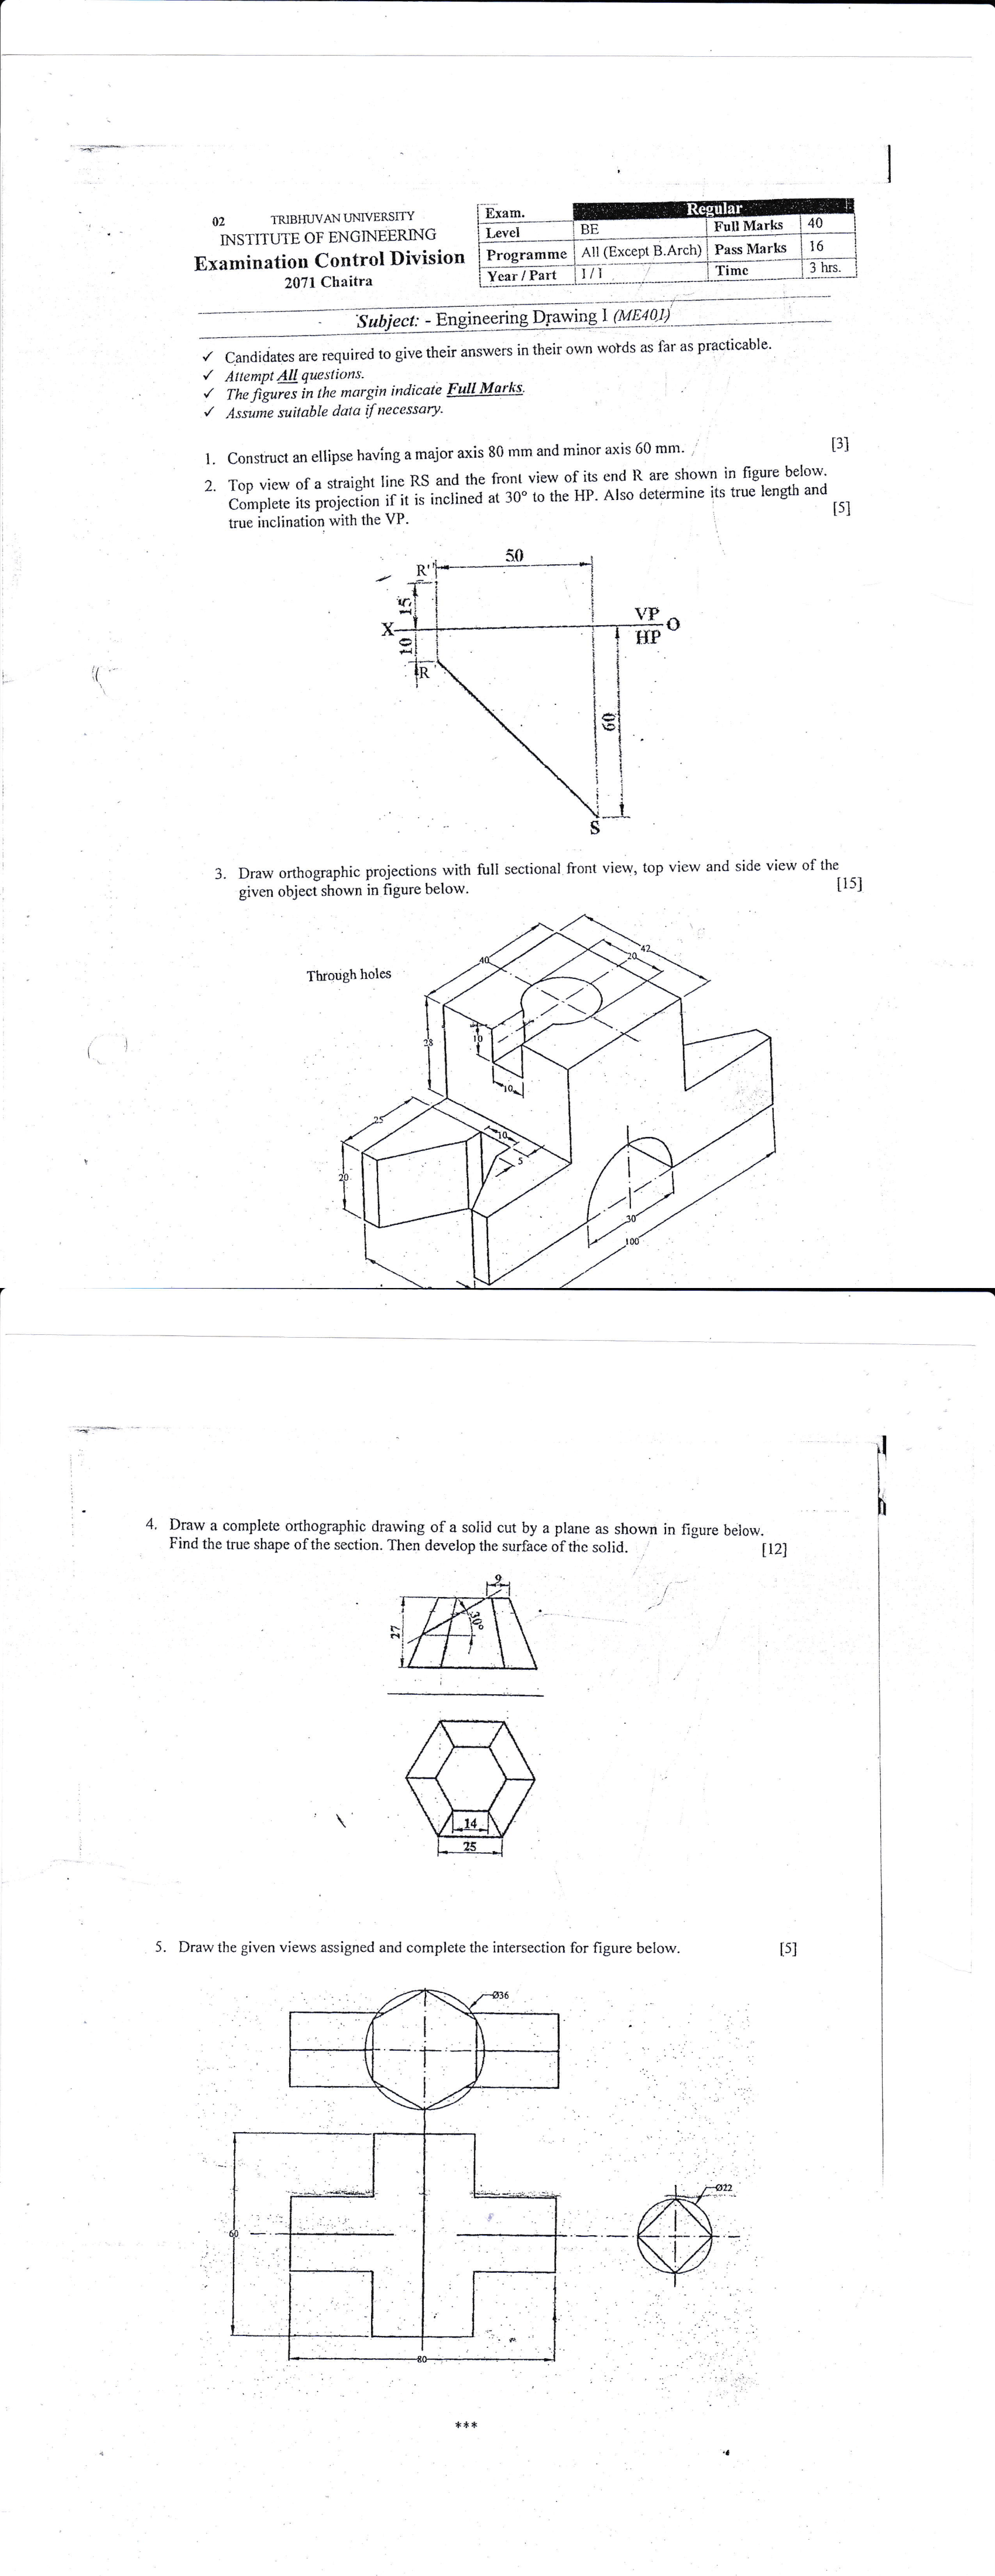 02
TRIBHUVAN UNIVERSITY
INSTITUTE OF ENGINEERING
Examination Control Division
2071 Chaitra
Exam. Regular
Level BE Full Marks 40
Programme All (Except B.Arch) Pass Marks 16
Year / Part I / I Time 3 hrs.
Subject: - Engineering Drawing I (ME401)
✓ Candidates are required to give their answers in their own words as far as practicable.
✓ Attempt All questions.
✓ The figures in the margin indicate Full Marks.
✓ Assume suitable data if necessary.
1. Construct an ellipse having a major axis 80 mm and minor axis 60 mm. [3]
2. Top view of a straight line RS and the front view of its end R are shown in figure below.
Complete its projection if it is inclined at 30° to the HP. Also determine its true length and
true inclination with the VP. [5]
50
R'
15
X
VP
O
HP
10
R
60
S
3. Draw orthographic projections with full sectional front view, top view and side view of the
given object shown in figure below. [15]
Through holes
42
20
40
28
10
10
25
10
5
20
30
100
4. Draw a complete orthographic drawing of a solid cut by a plane as shown in figure below.
Find the true shape of the section. Then develop the surface of the solid. [12]
9
27
30°
14
25
5. Draw the given views assigned and complete the intersection for figure below. [5]
Ø36
Ø22
60
80
***